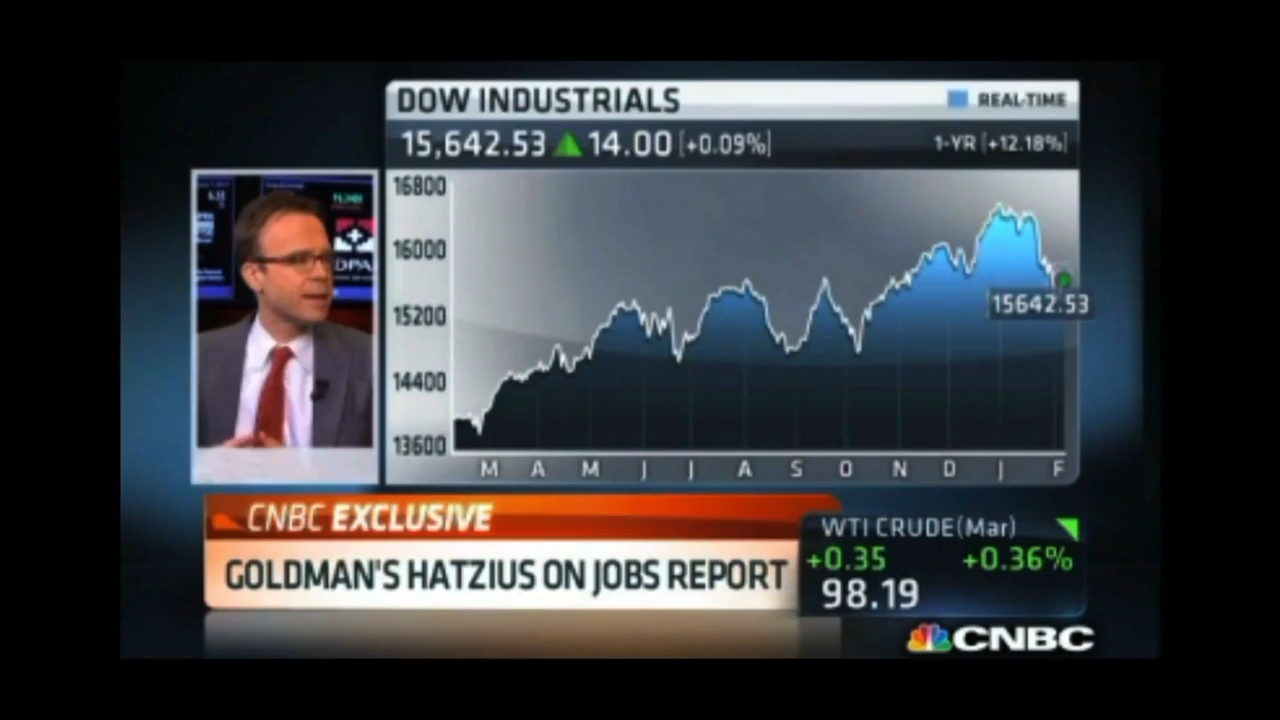 DOW INDUSTRIALS
REAL-TIME
15,642.53 14.00 [+0.09%]
1-YR [+12.18%]
16800
16000
15200
14400
13600
15642.53
M A M J J A S O N D J F
CNBC EXCLUSIVE
GOLDMAN'S HATZIUS ON JOBS REPORT
WTI CRUDE(Mar)
+0.35 +0.36%
98.19
CNBC